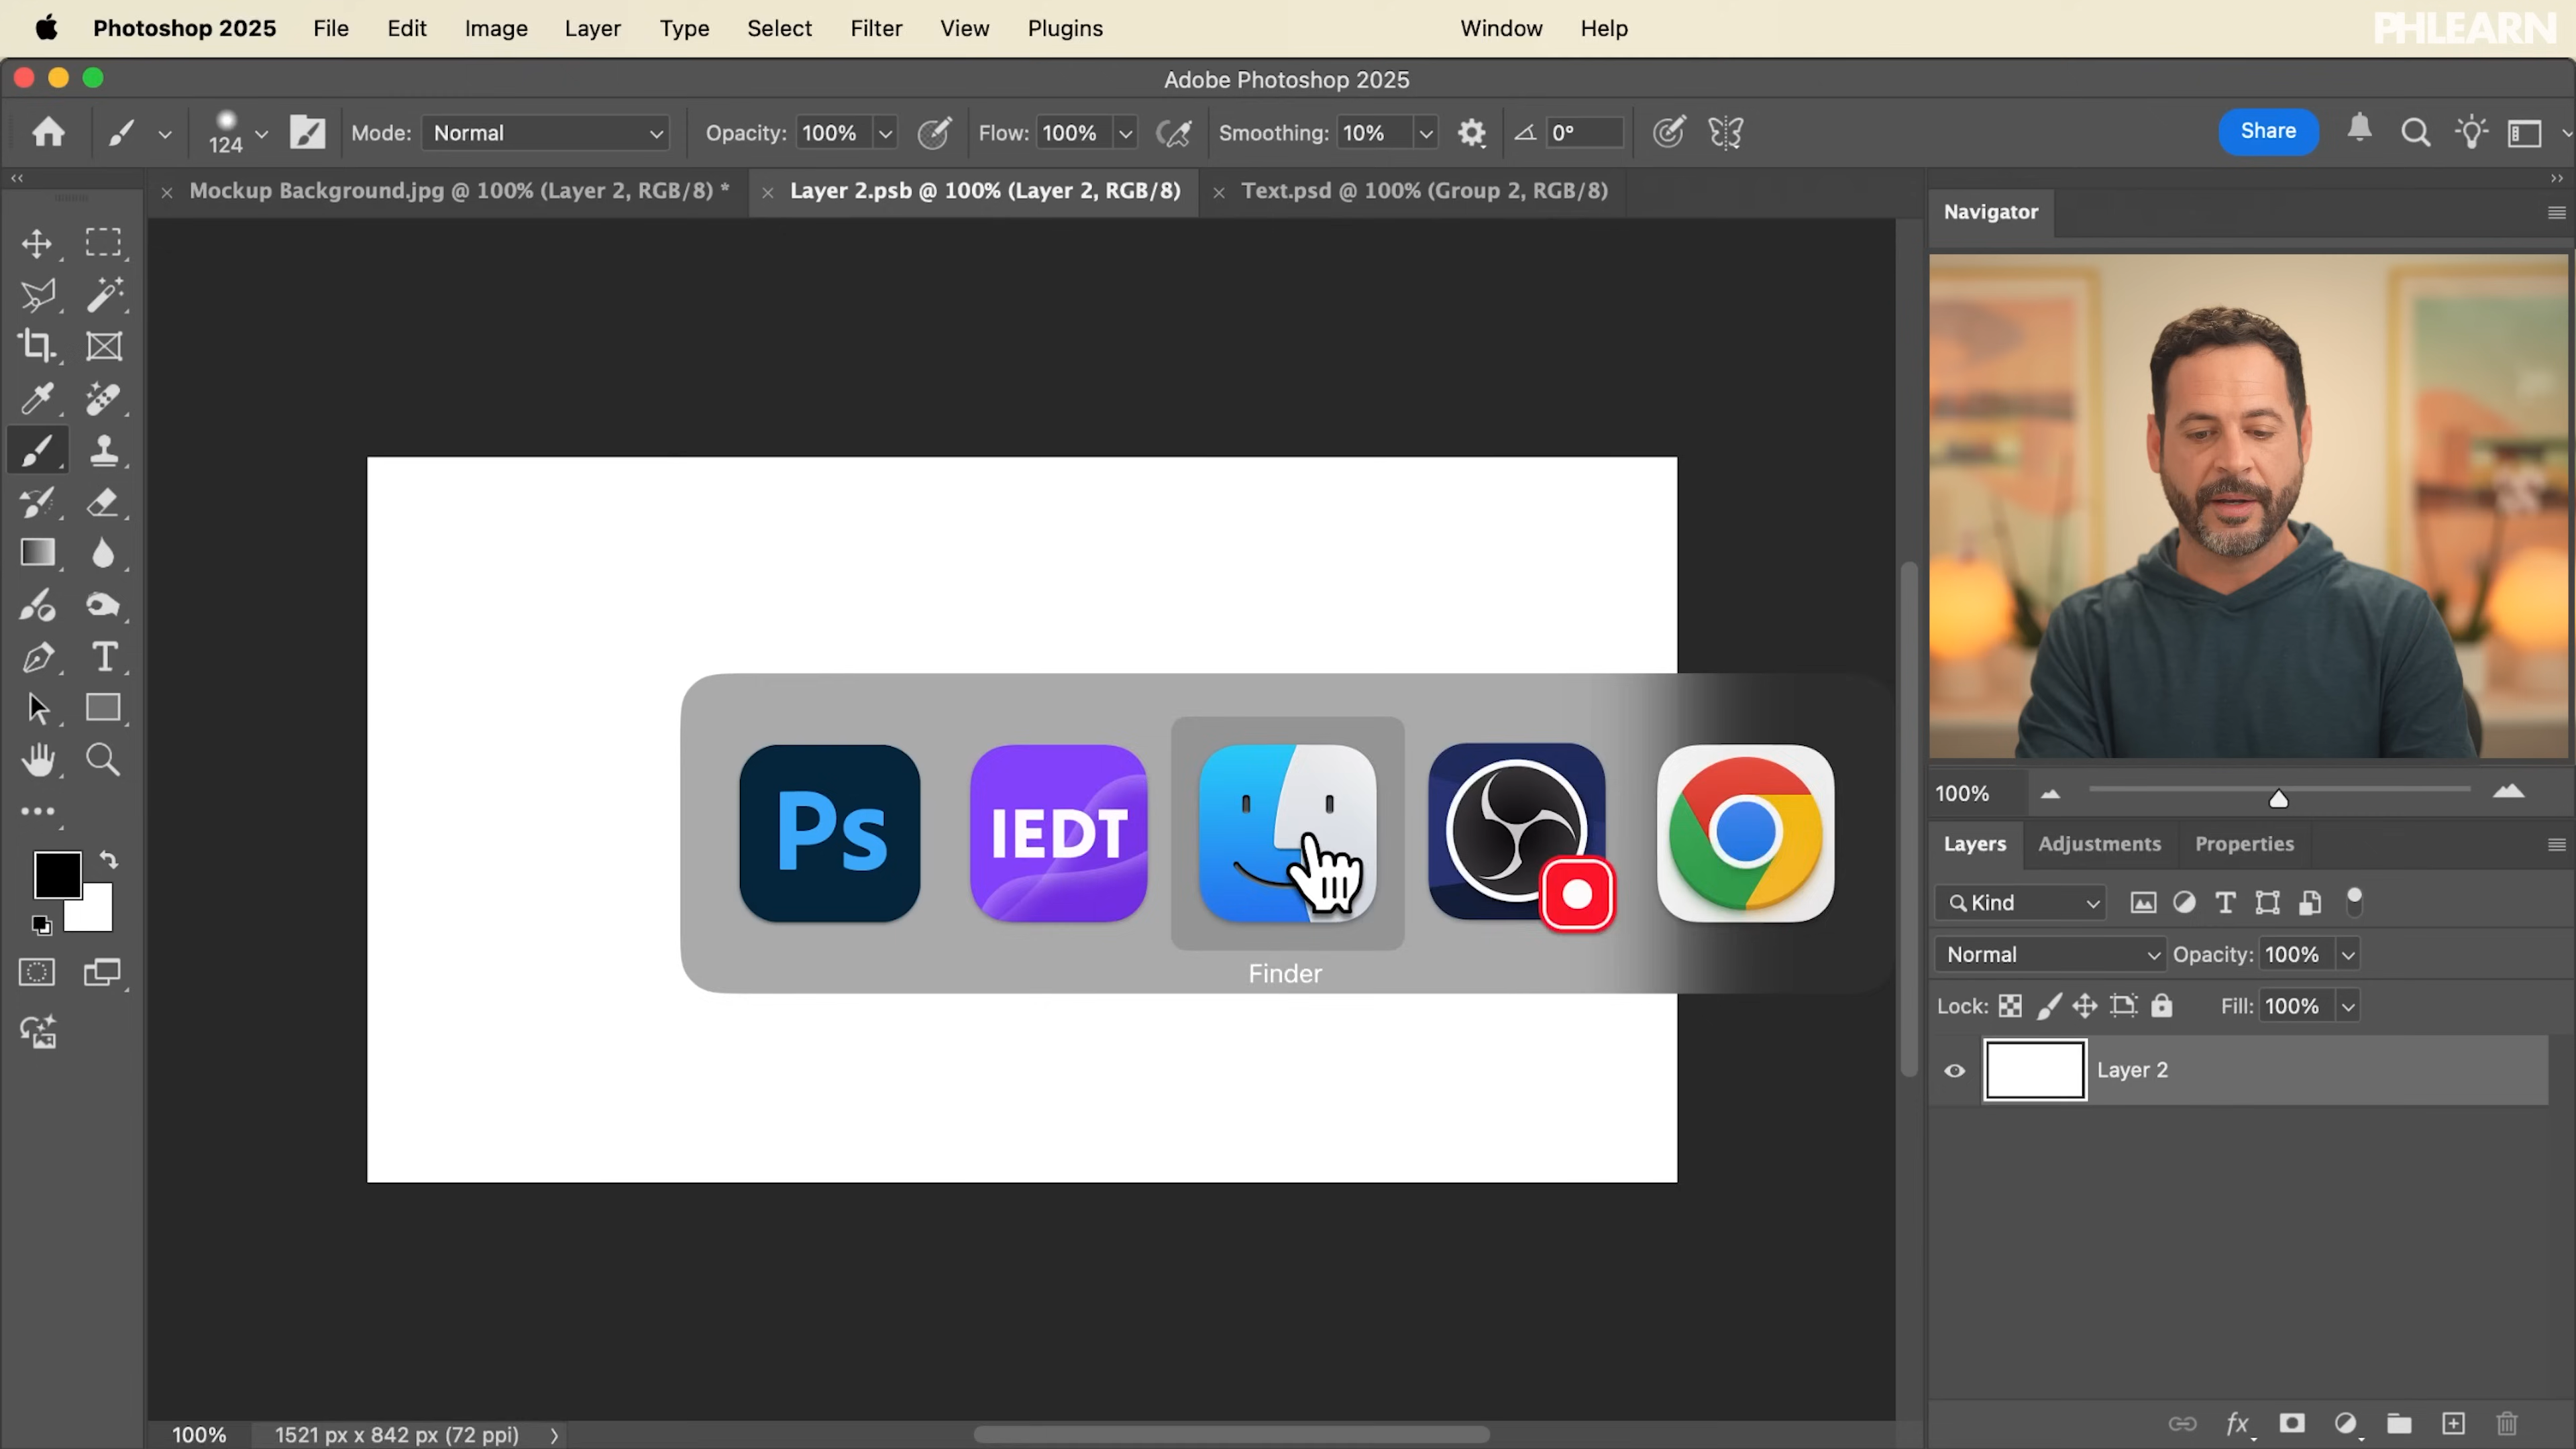 Photoshop 2025 File Edit Image Layer Type Select Filter View Plugins Window Help
PHLEARN
Adobe Photoshop 2025
124 Mode: Normal Opacity: 100% Flow: 100% Smoothing: 10% 0° Share
Mockup Background.jpg @ 100% (Layer 2, RGB/8) * Layer 2.psb @ 100% (Layer 2, RGB/8) Text.psd @ 100% (Group 2, RGB/8)
Navigator
Ps IEDT
Finder
100%
Layers Adjustments Properties
Kind
Normal Opacity: 100%
Lock: Fill: 100%
Layer 2
fx
100% 1521 px x 842 px (72 ppi)